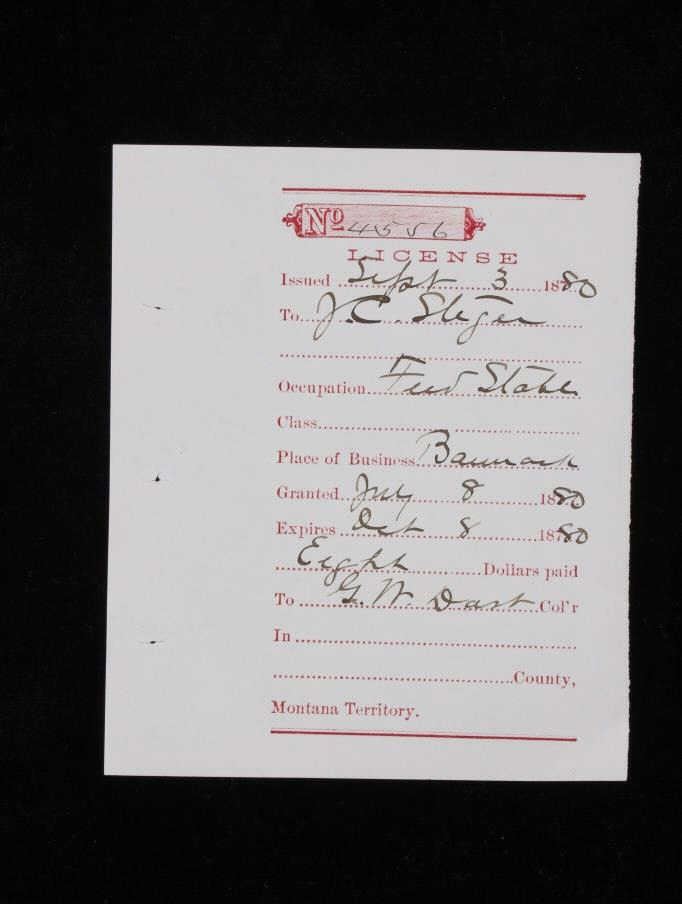 No 4556
LICENSE
Issued Sept 3 1880
To J. C. Steger
Occupation Feed Stable
Class
Place of Business Bannack
Granted July 8 1880
Expires Oct 8 1880
Eight Dollars paid
To G. W. Dart Col'r
In
County,
Montana Territory.